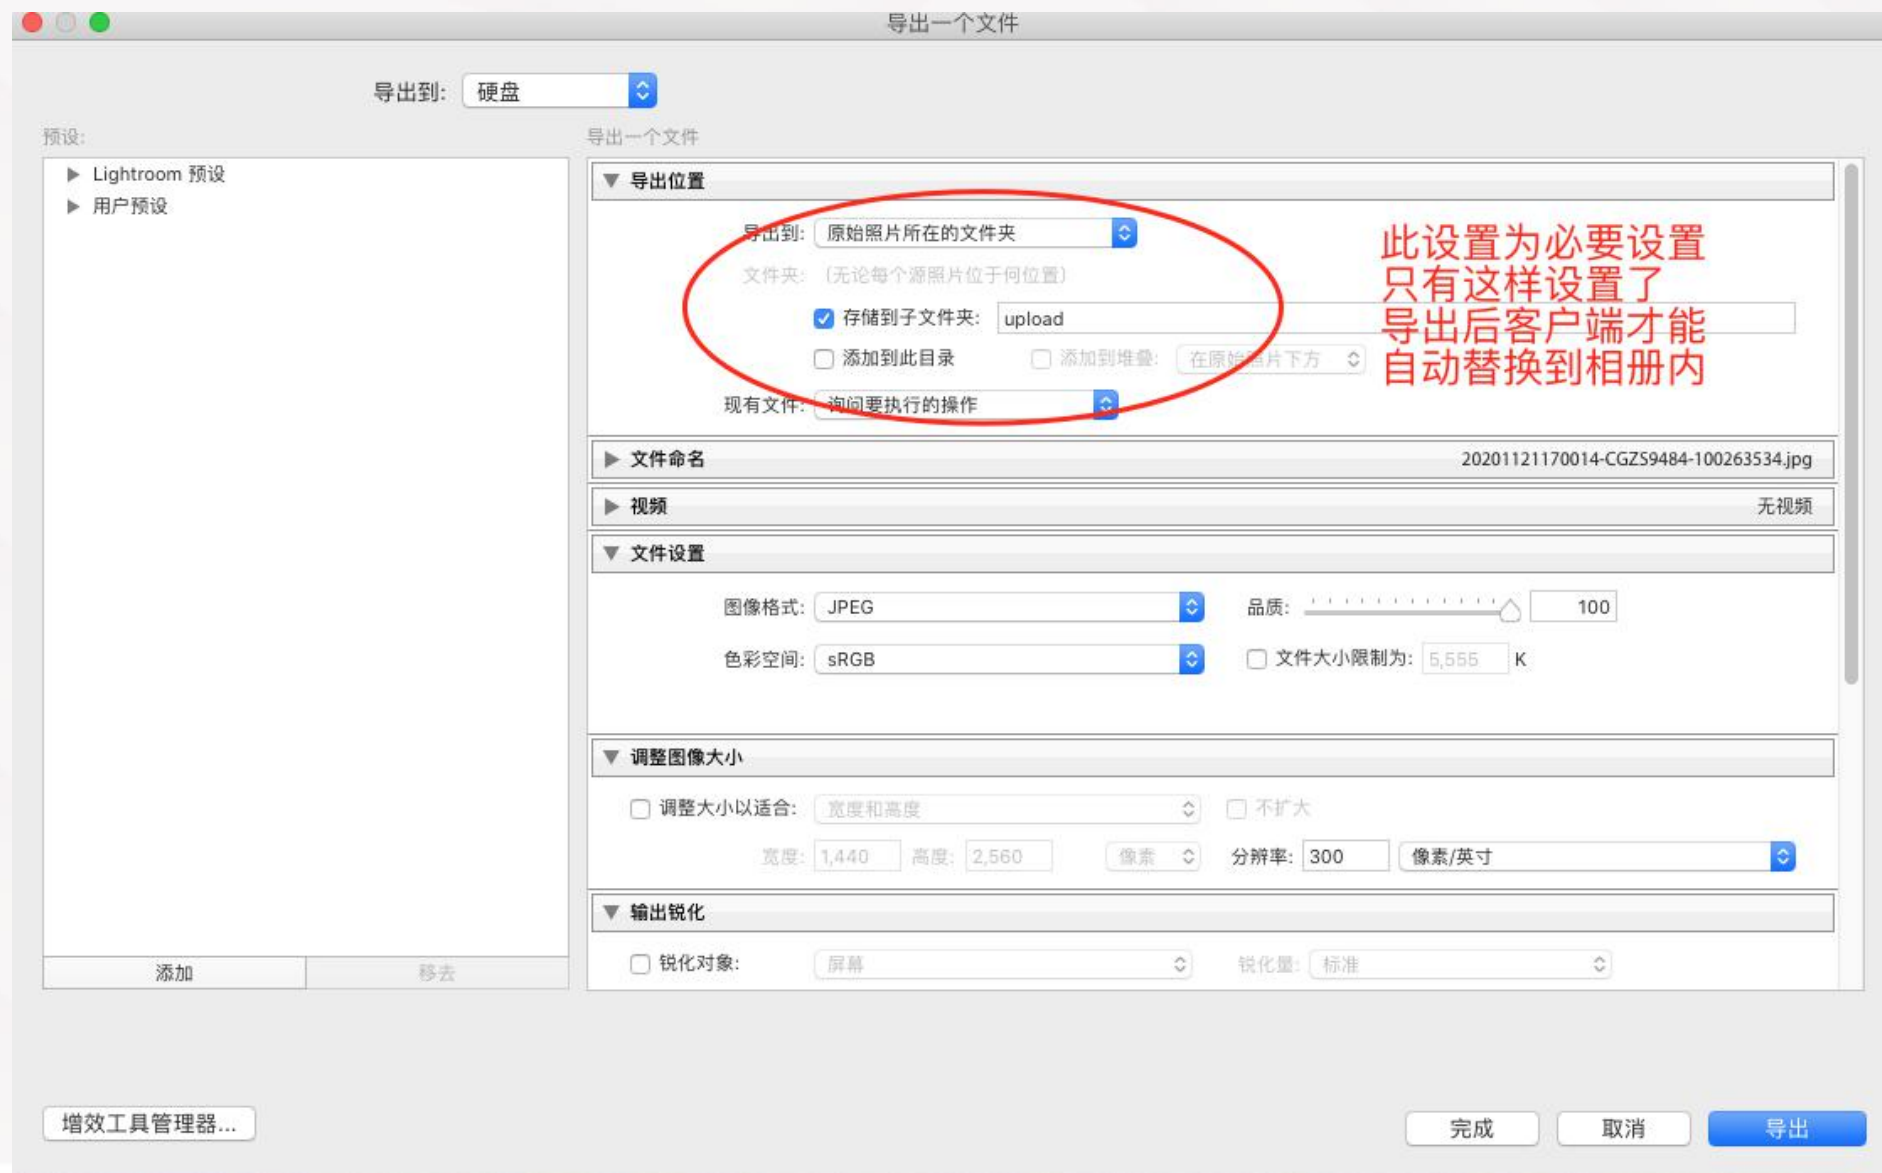 导出一个文件
导出到: 硬盘
预设:
Lightroom 预设
用户预设
添加 移去
导出一个文件
导出位置
导出到: 原始照片所在的文件夹
文件夹: (无论每个源照片位于何位置)
存储到子文件夹: upload
添加到此目录 添加到堆叠: 在原始照片下方
现有文件: 询问要执行的操作
此设置为必要设置
只有这样设置了
导出后客户端才能
自动替换到相册内
文件命名 20201121170014-CGZS9484-100263534.jpg
视频 无视频
文件设置
图像格式: JPEG 品质: 100
色彩空间: sRGB 文件大小限制为: 5,555 K
调整图像大小
调整大小以适合: 宽度和高度 不扩大
宽度: 1,440 高度: 2,560 像素 分辨率: 300 像素/英寸
输出锐化
锐化对象: 屏幕 锐化量: 标准
增效工具管理器...
完成 取消 导出